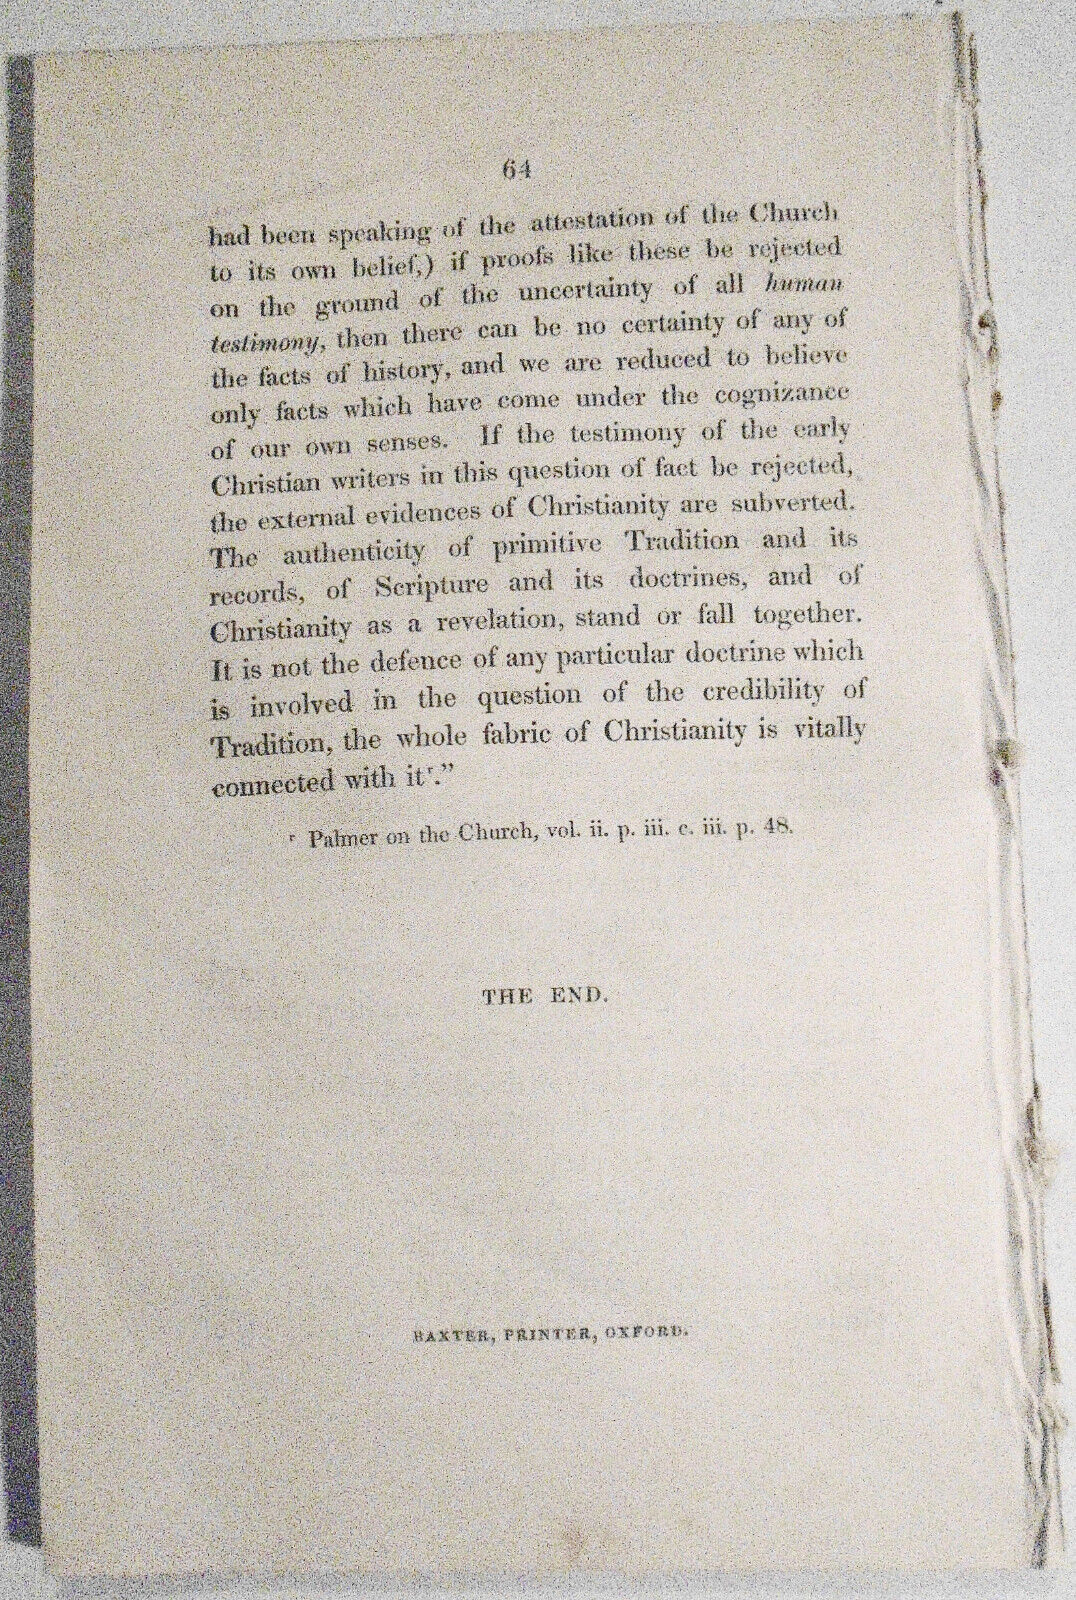 64
had been speaking of the attestation of the Church
to its own belief,) if proofs like these be rejected
on the ground of the uncertainty of all human
testimony, then there can be no certainty of any of
the facts of history, and we are reduced to believe
only facts which have come under the cognizance
of our own senses. If the testimony of the early
Christian writers in this question of fact be rejected,
the external evidences of Christianity are subverted.
The authenticity of primitive Tradition and its
records, of Scripture and its doctrines, and of
Christianity as a revelation, stand or fall together.
It is not the defence of any particular doctrine which
is involved in the question of the credibility of
Tradition, the whole fabric of Christianity is vitally
connected with it r."
r Palmer on the Church, vol. ii. p. iii. c. iii. p. 48.
THE END.
BAXTER, PRINTER, OXFORD.